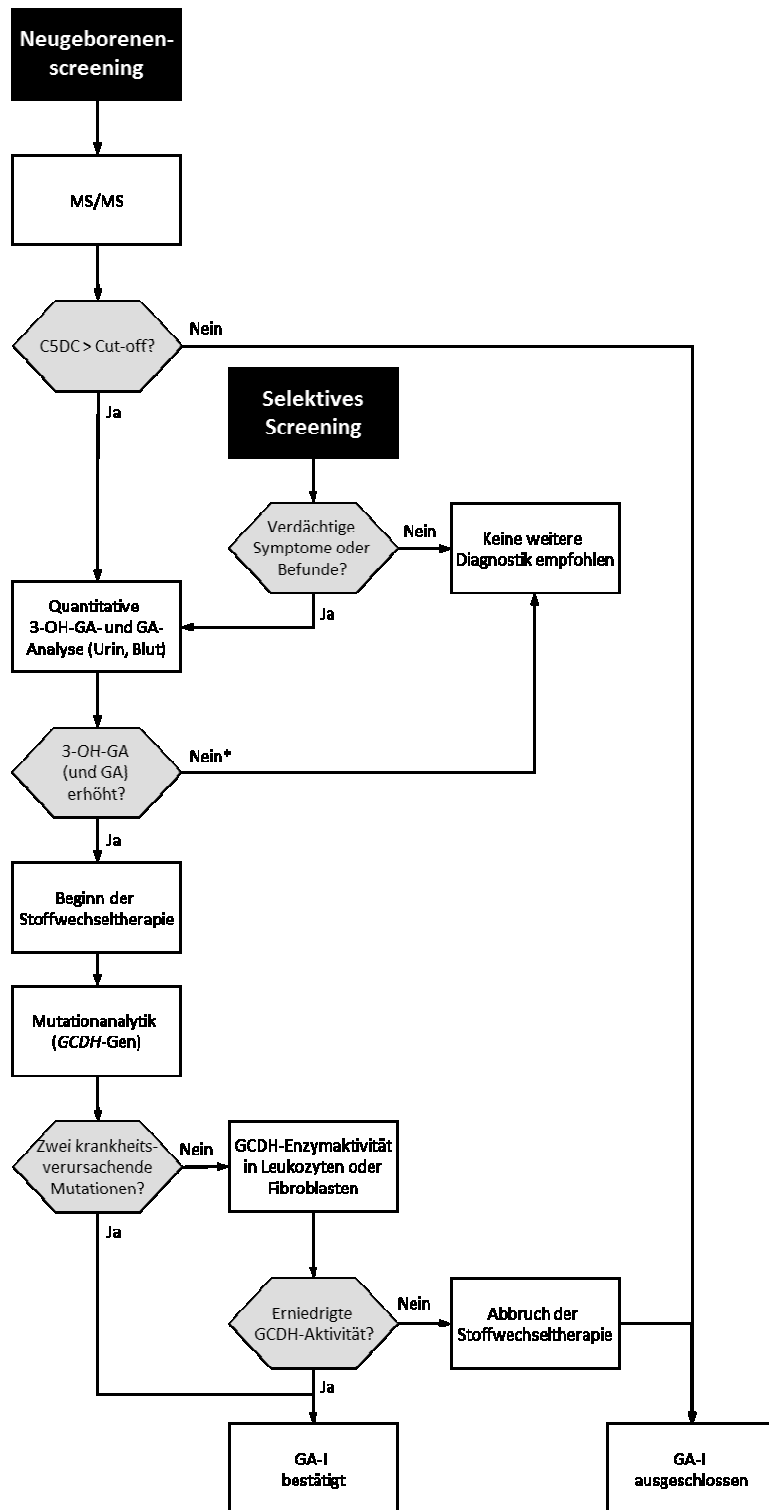 Neugeborenen-
screening
MS/MS
C5DC > Cut-off?
Nein
Ja
Selektives
Screening
Verdächtige
Symptome oder
Befunde?
Nein
Keine weitere
Diagnostik empfohlen
Ja
Quantitative
3-OH-GA- und GA-
Analyse (Urin, Blut)
3-OH-GA
(und GA)
erhöht?
Nein*
Ja
Beginn der
Stoffwechseltherapie
Mutationanalytik
(GCDH-Gen)
Zwei krankheits-
verursachende
Mutationen?
Nein
GCDH-Enzymaktivität
in Leukozyten oder
Fibroblasten
Ja
Erniedrigte
GCDH-Aktivität?
Nein
Abbruch der
Stoffwechseltherapie
Ja
GA-I
bestätigt
GA-I
ausgeschlossen